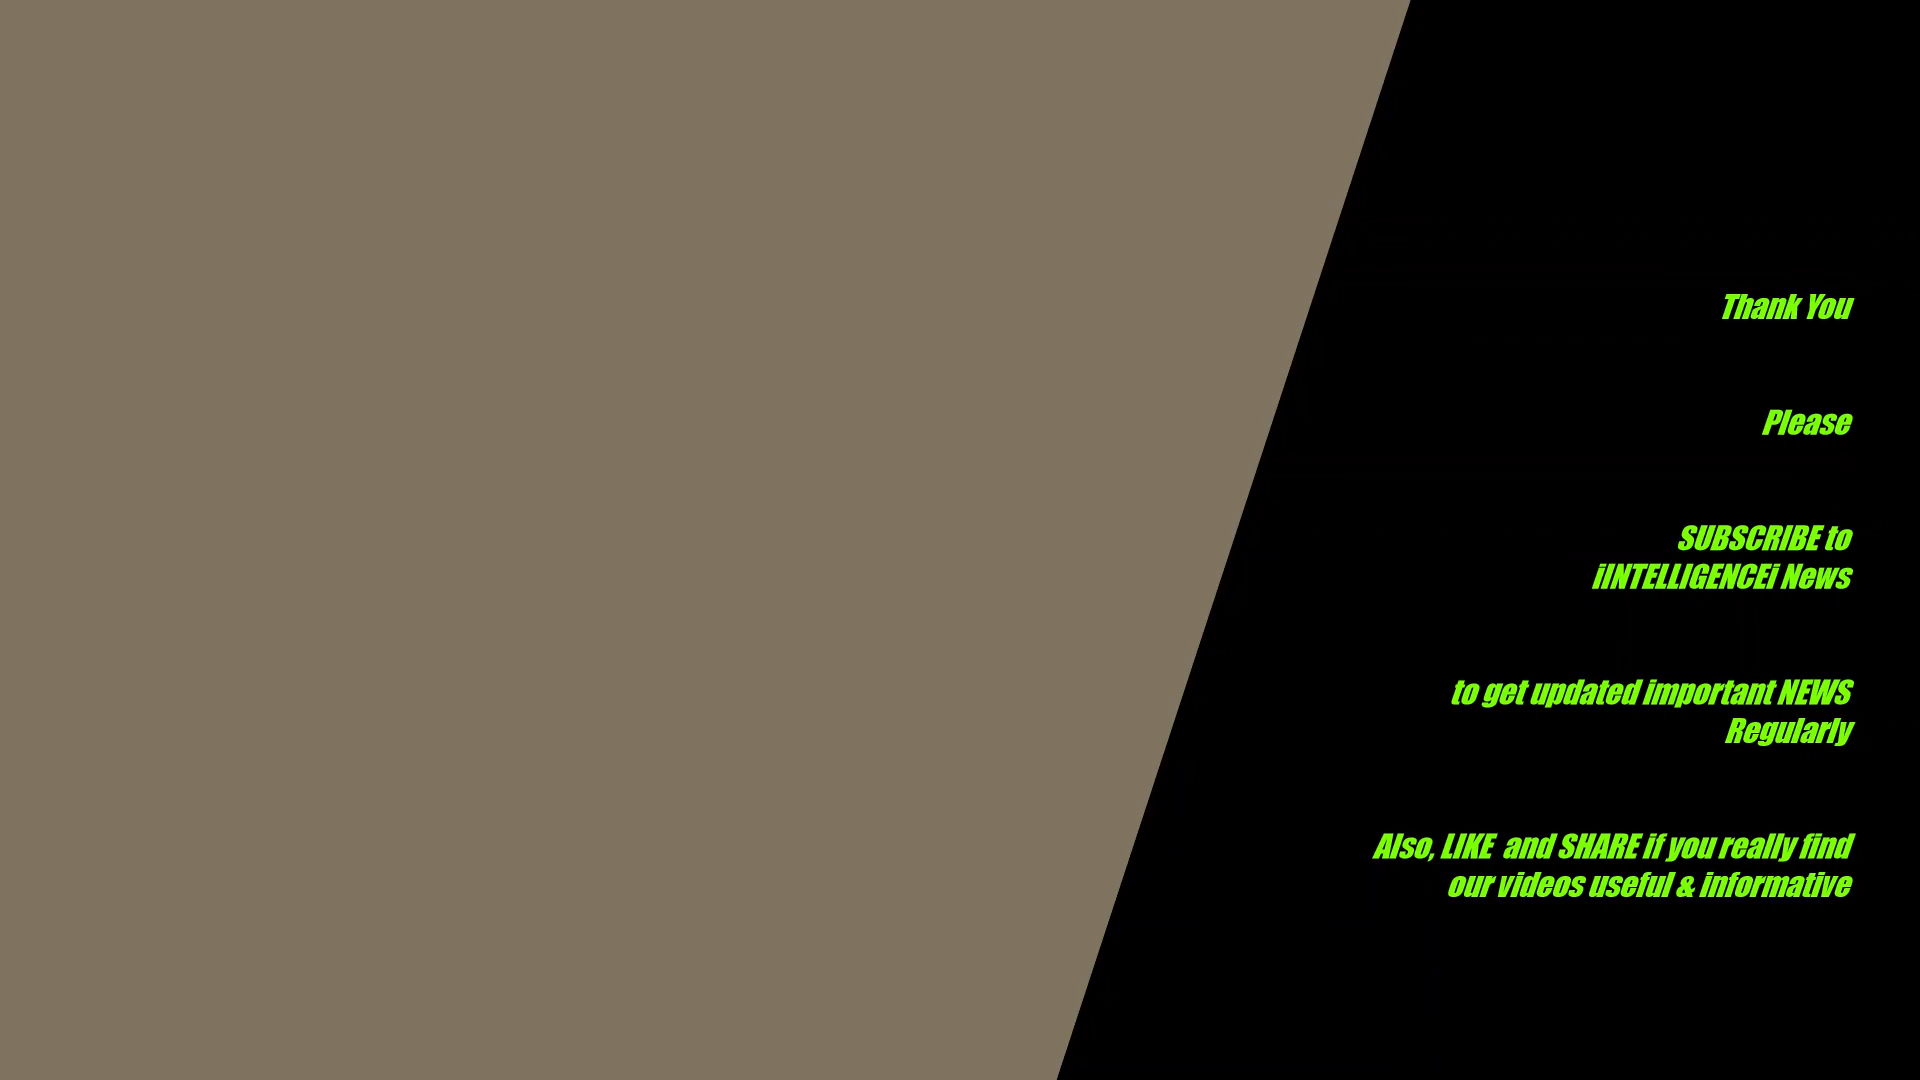 Thank You
Please
SUBSCRIBE to
iINTELLIGENCEi News
to get updated important NEWS
Regularly
Also, LIKE  and SHARE if you really find
our videos useful & informative